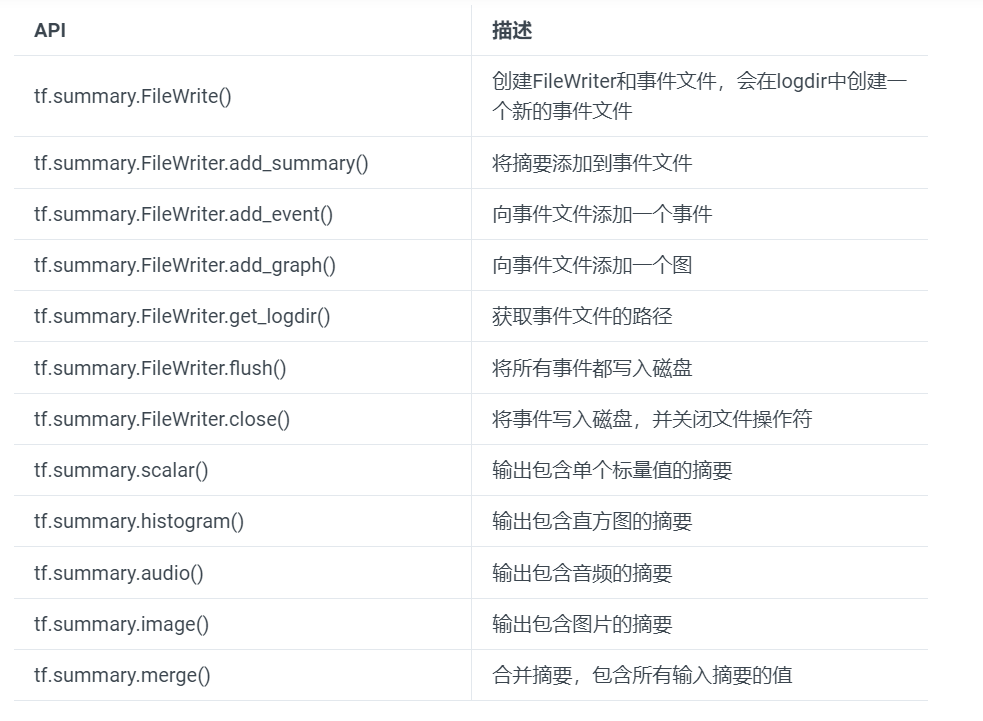 API 描述
tf.summary.FileWrite() 创建FileWriter和事件文件，会在logdir中创建一
个新的事件文件
tf.summary.FileWriter.add_summary() 将摘要添加到事件文件
tf.summary.FileWriter.add_event() 向事件文件添加一个事件
tf.summary.FileWriter.add_graph() 向事件文件添加一个图
tf.summary.FileWriter.get_logdir() 获取事件文件的路径
tf.summary.FileWriter.flush() 将所有事件都写入磁盘
tf.summary.FileWriter.close() 将事件写入磁盘，并关闭文件操作符
tf.summary.scalar() 输出包含单个标量值的摘要
tf.summary.histogram() 输出包含直方图的摘要
tf.summary.audio() 输出包含音频的摘要
tf.summary.image() 输出包含图片的摘要
tf.summary.merge() 合并摘要，包含所有输入摘要的值